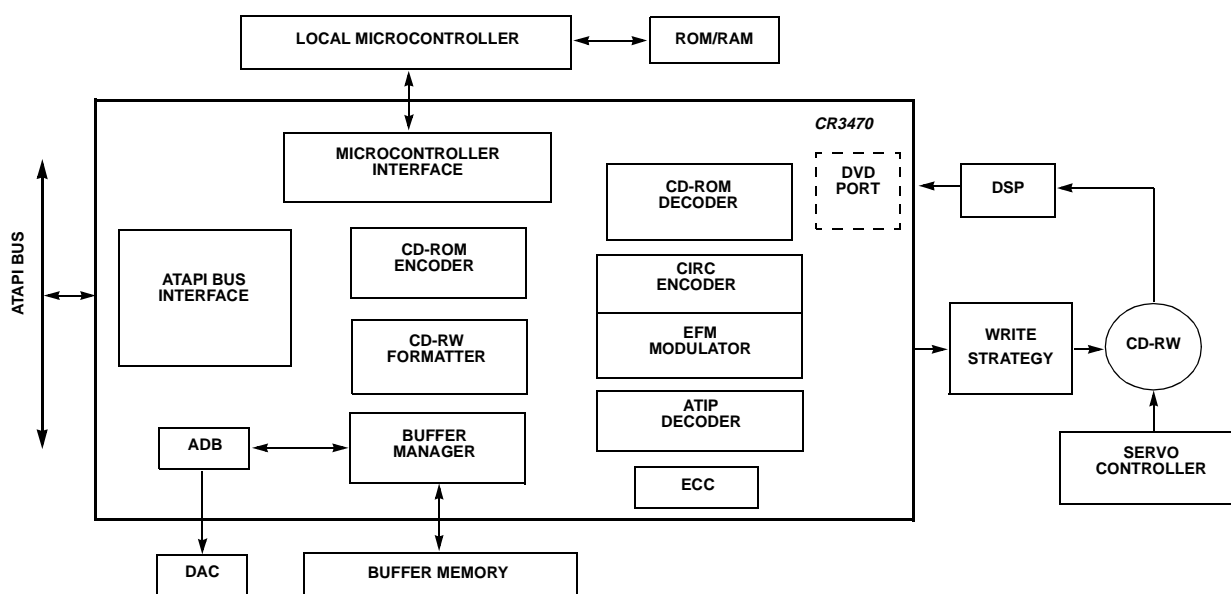 LOCAL MICROCONTROLLER
ROM/RAM
CR3470
MICROCONTROLLER
INTERFACE
CD-ROM
DECODER
DVD
PORT
DSP
ATAPI BUS
ATAPI BUS
INTERFACE
CD-ROM
ENCODER
CIRC
ENCODER
CD-RW
FORMATTER
EFM
MODULATOR
WRITE
STRATEGY
CD-RW
ATIP
DECODER
ADB
BUFFER
MANAGER
SERVO
CONTROLLER
ECC
DAC
BUFFER MEMORY